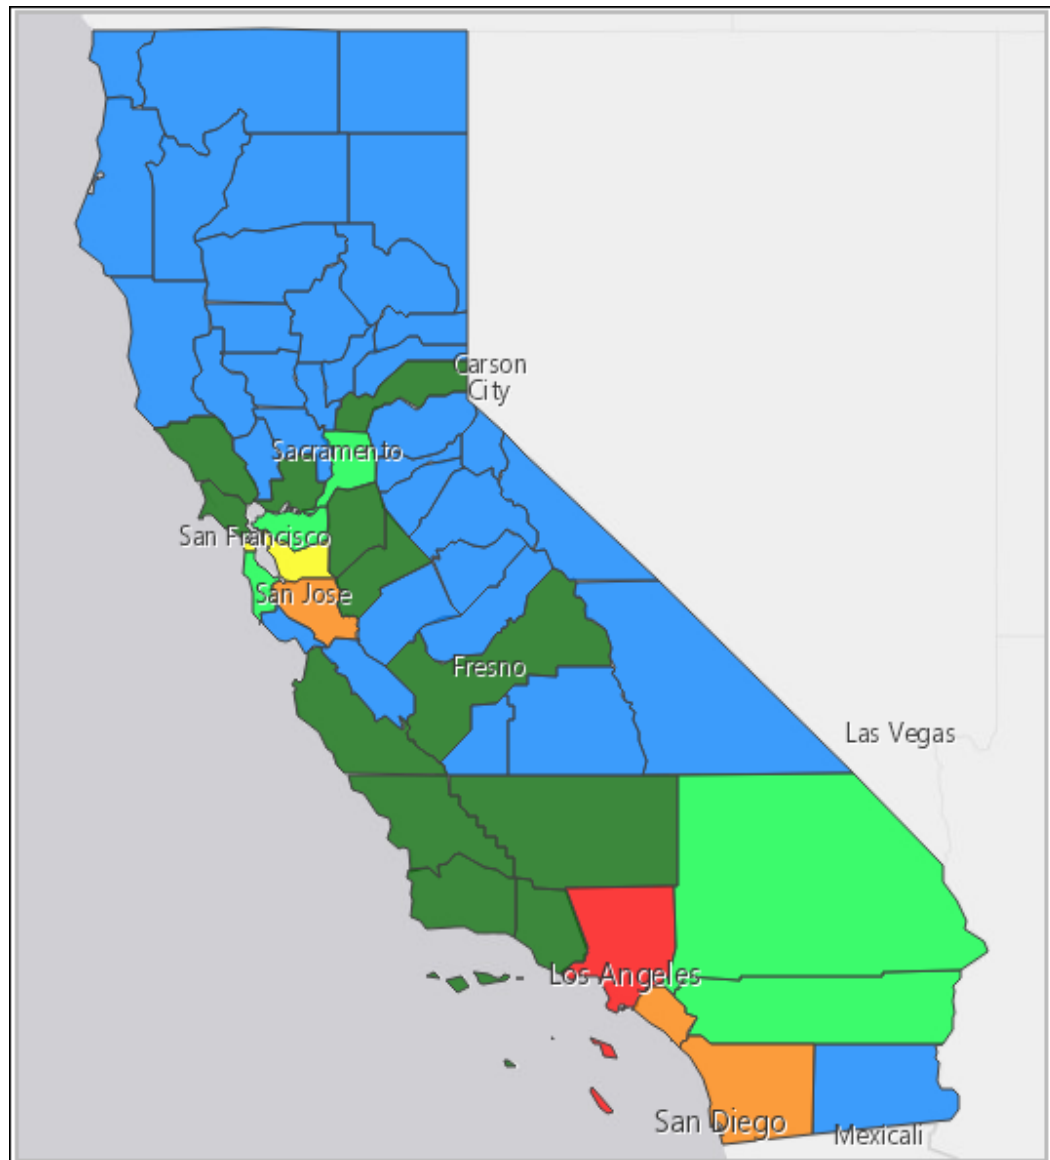 Carson
City
Sacramento
San Francisco
San Jose
Fresno
Las Vegas
Los Angeles
San Diego
Mexicali